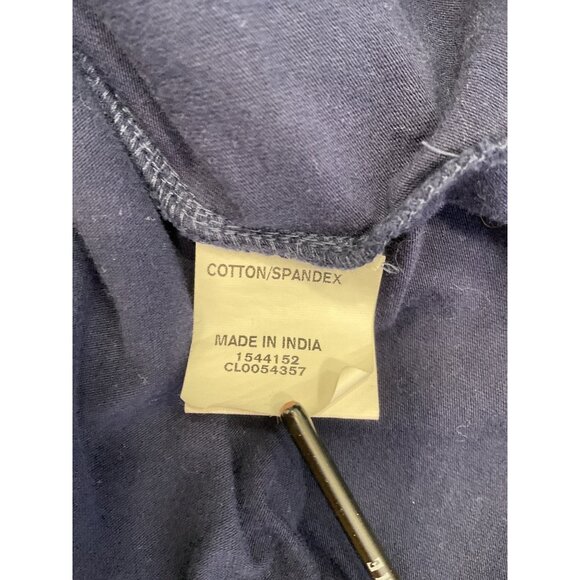 COTTON/SPANDEX
MADE IN INDIA
1544152
CL0054357